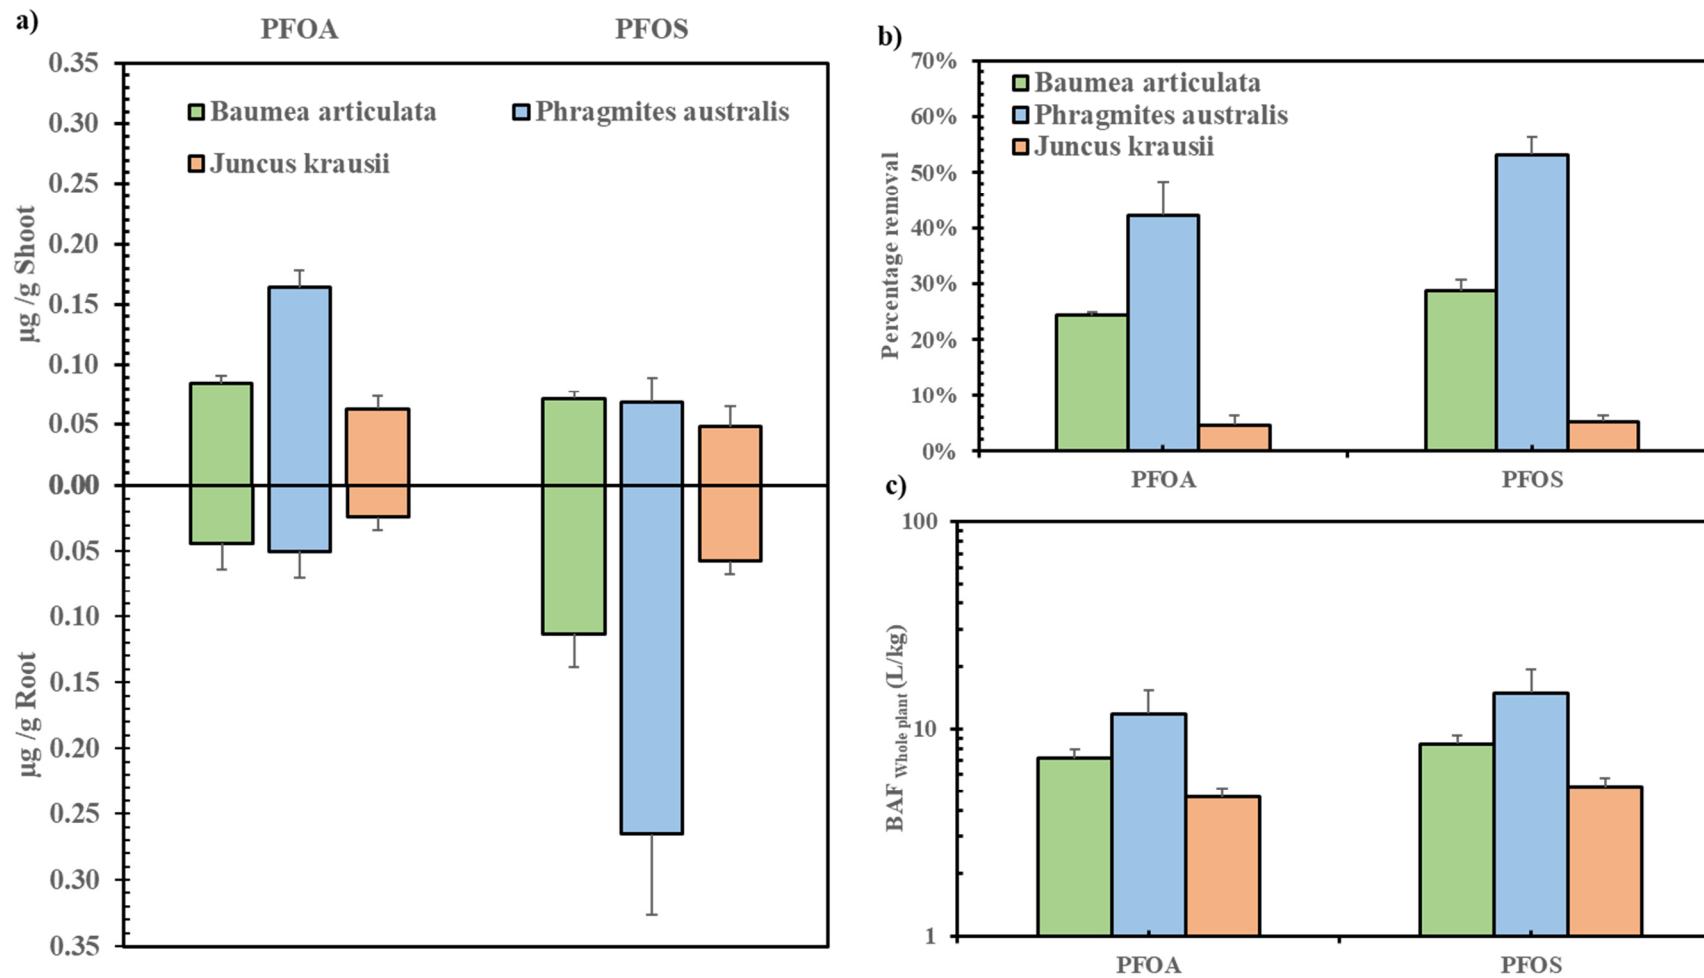 a)
PFOA PFOS
0.35
0.30
0.25
0.20
0.15
0.10
0.05
0.00
0.05
0.10
0.15
0.20
0.25
0.30
0.35
µg /g Shoot
µg /g Root
Baumea articulata Phragmites australis
Juncus krausii
b)
70%
60%
50%
40%
30%
20%
10%
0%
Percentage removal
Baumea articulata
Phragmites australis
Juncus krausii
PFOA PFOS
c)
100
10
1
BAF Whole plant (L/kg)
PFOA PFOS